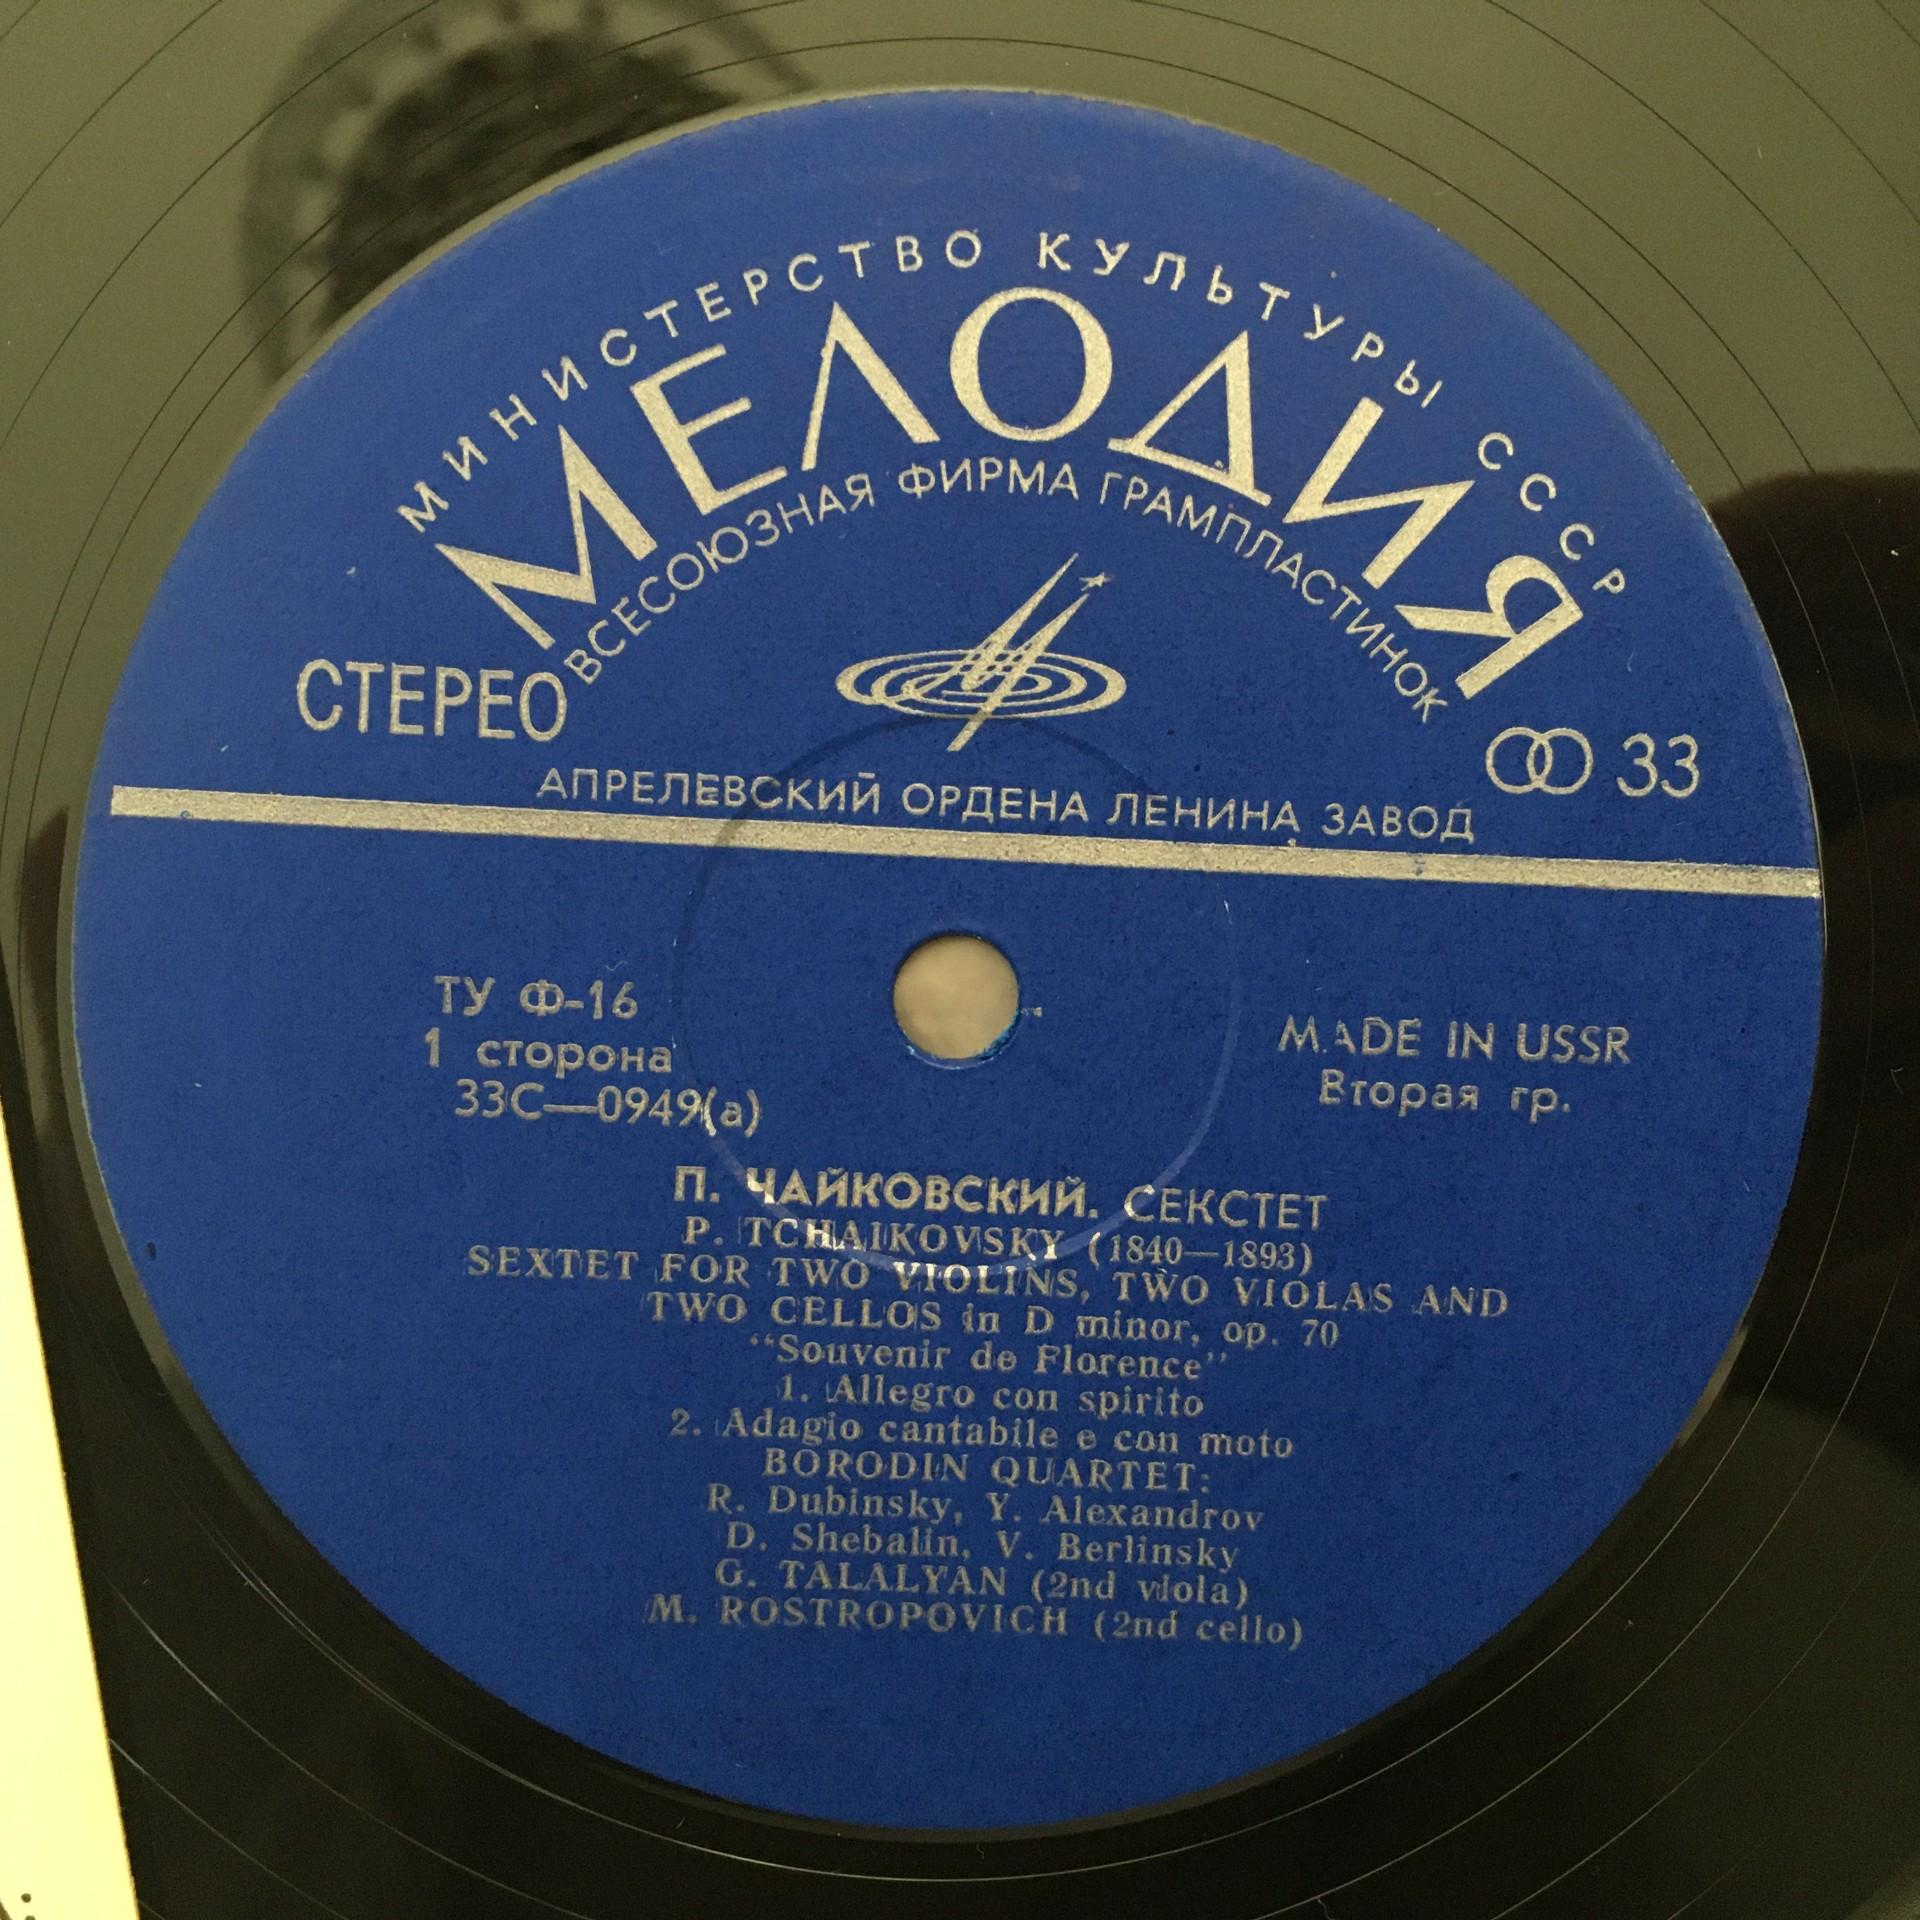 МИНИСТЕРСТВО КУЛЬТУРЫ СССР
МЕЛОДИЯ
ВСЕСОЮЗНАЯ ФИРМА ГРАМПЛАСТИНОК
СТЕРЕО
33
АПРЕЛЕВСКИЙ ОРДЕНА ЛЕНИНА ЗАВОД
ТУ Ф-16
1 сторона
33С—0949(а)
MADE IN USSR
Вторая гр.
П. ЧАЙКОВСКИЙ. СЕКСТЕТ
P. TCHAIKOVSKY (1840—1893)
SEXTET FOR TWO VIOLINS, TWO VIOLAS AND
TWO CELLOS in D minor, op. 70
"Souvenir de Florence"
1. Allegro con spirito
2. Adagio cantabile e con moto
BORODIN QUARTET:
R. Dubinsky, Y. Alexandrov
D. Shebalin, V. Berlinsky
G. TALALYAN (2nd viola)
M. ROSTROPOVICH (2nd cello)